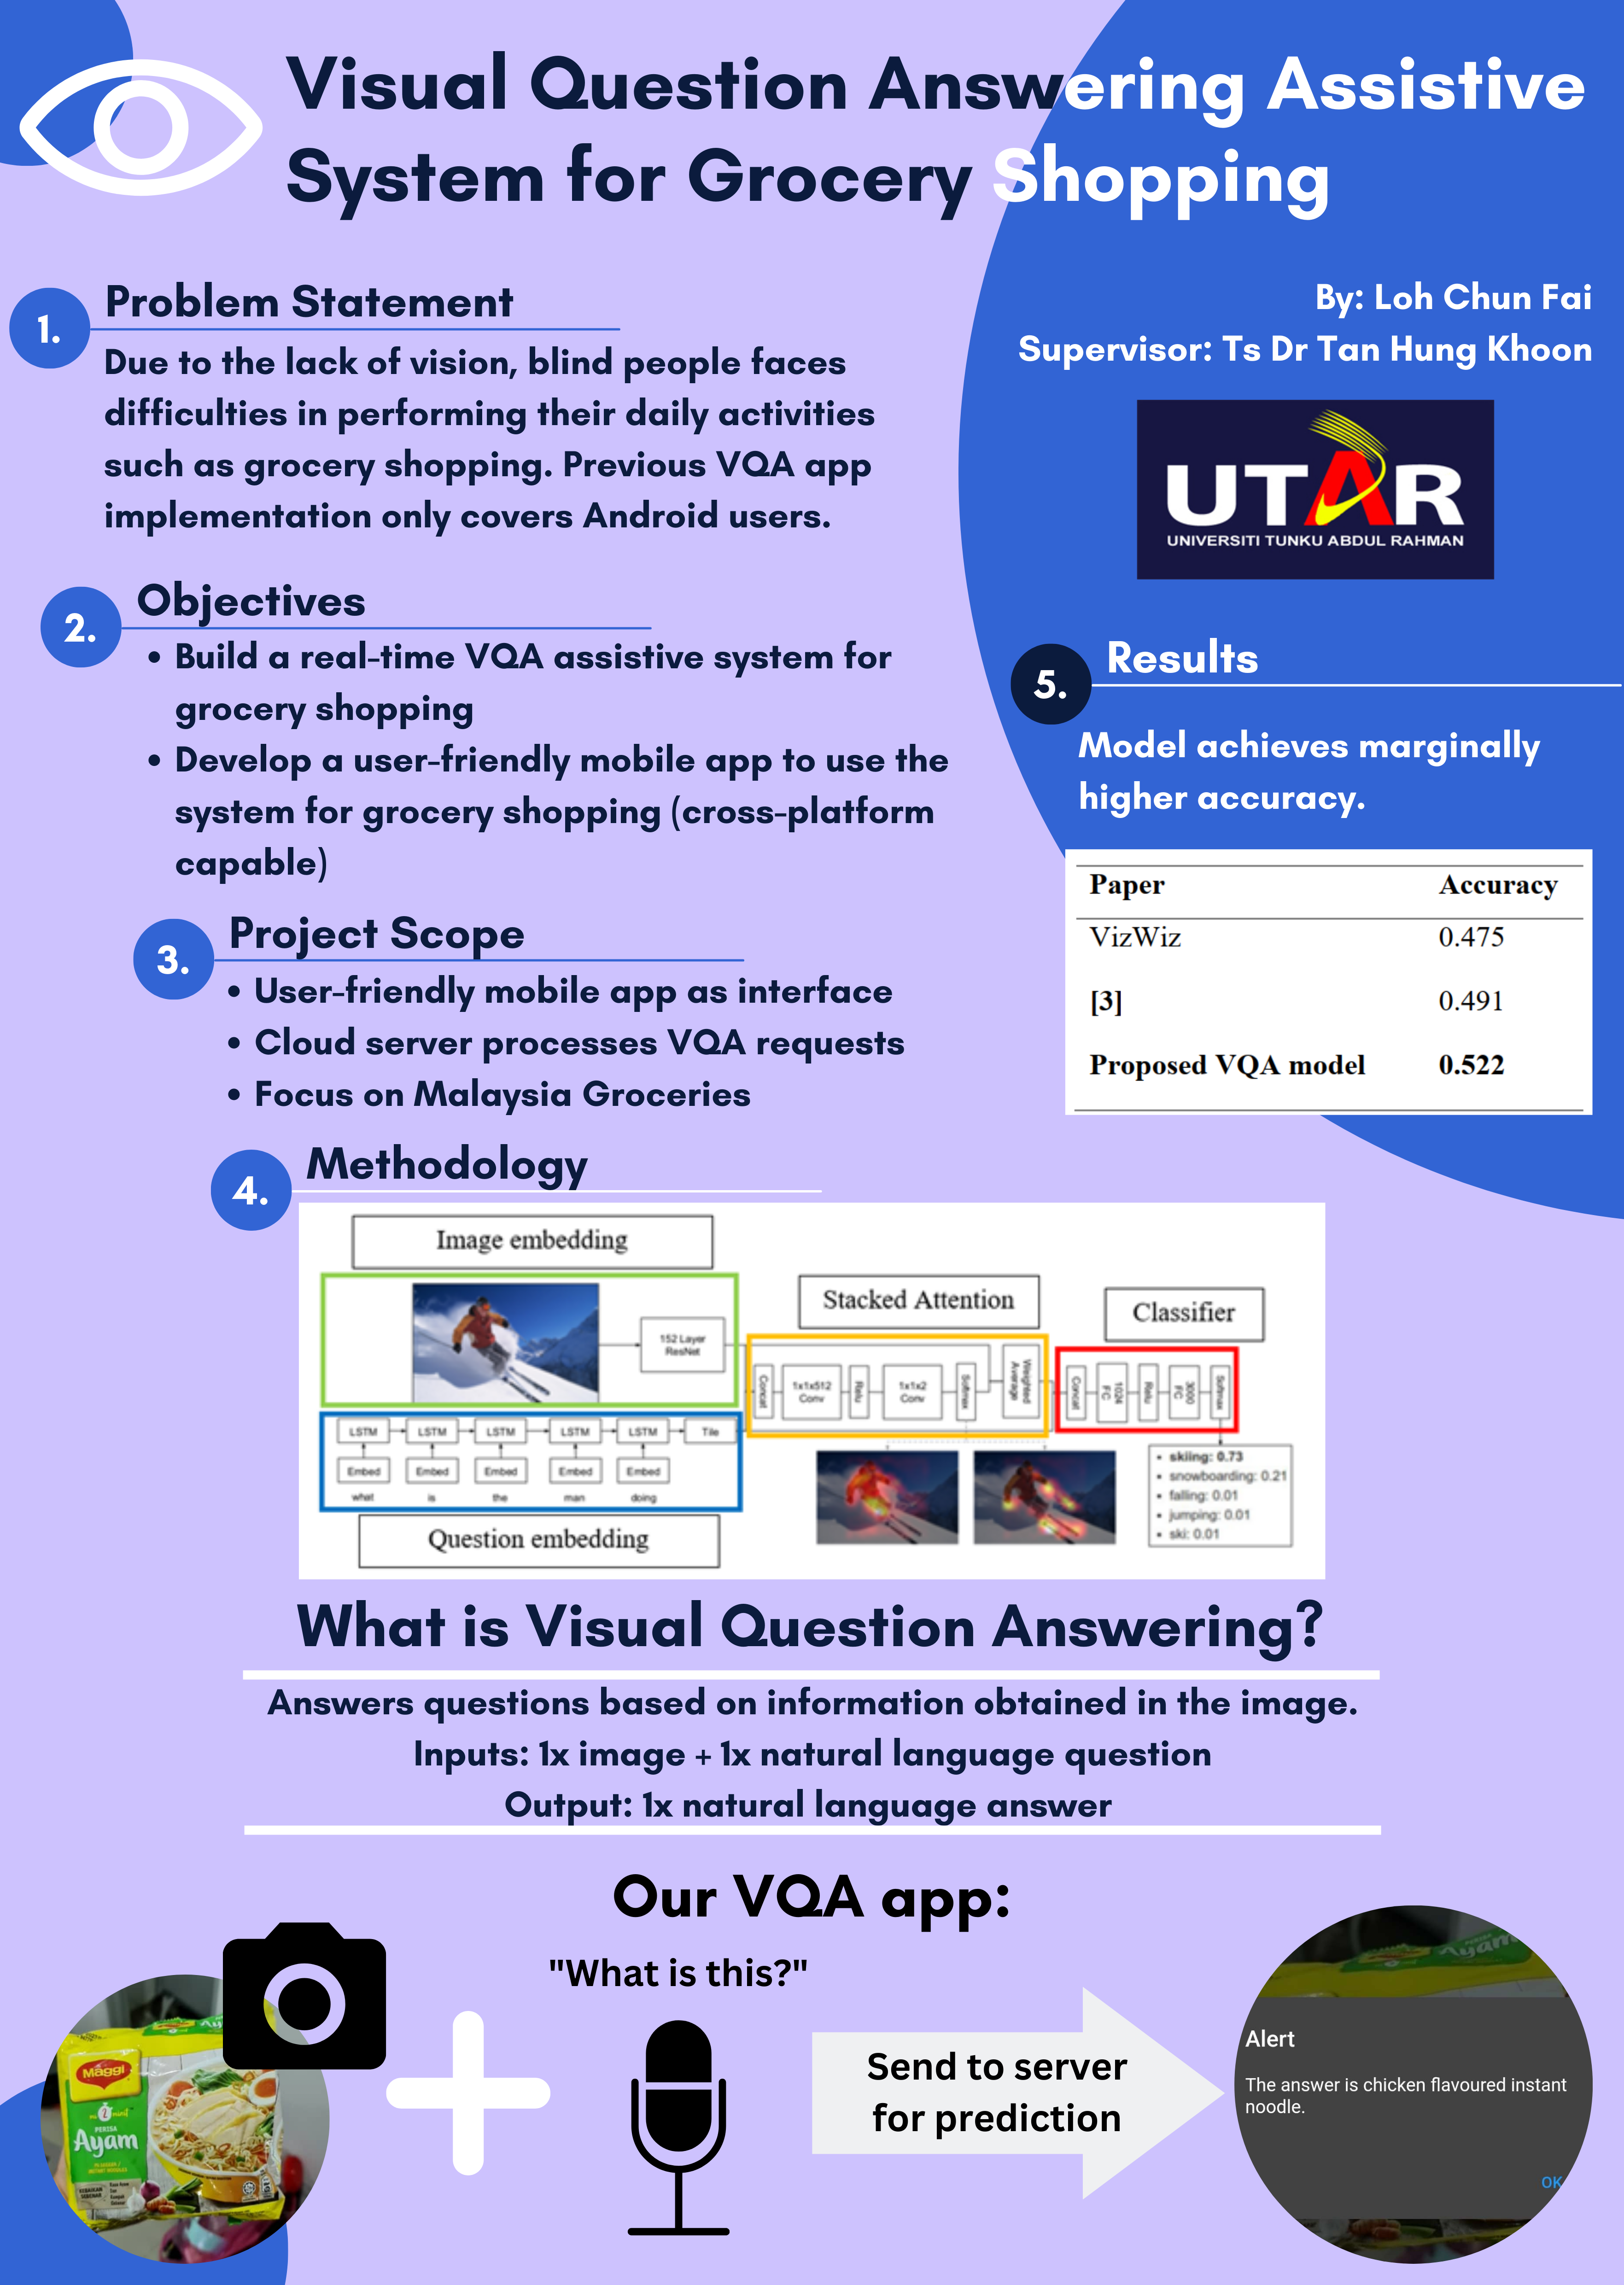 Visual Question Answering Assistive
System for Grocery Shopping
By: Loh Chun Fai
Supervisor: Ts Dr Tan Hung Khoon
UTAR
UNIVERSITI TUNKU ABDUL RAHMAN
1.
Problem Statement
Due to the lack of vision, blind people faces
difficulties in performing their daily activities
such as grocery shopping. Previous VQA app
implementation only covers Android users.
2.
Objectives
• Build a real-time VQA assistive system for
grocery shopping
• Develop a user-friendly mobile app to use the
system for grocery shopping (cross-platform
capable)
3.
Project Scope
• User-friendly mobile app as interface
• Cloud server processes VQA requests
• Focus on Malaysia Groceries
4.
Methodology
Image embedding
152 Layer
ResNet
LSTM LSTM LSTM LSTM LSTM Tile
Embed Embed Embed Embed Embed
what is the man doing
Question embedding
Stacked Attention
Concat
1x1x512
Conv
Relu
1x1x2
Conv
Softmax
Weighted
Average
Classifier
Concat
1024
FC
Relu
3000
FC
Softmax
• skiing: 0.73
• snowboarding: 0.21
• falling: 0.01
• jumping: 0.01
• ski: 0.01
5.
Results
Model achieves marginally
higher accuracy.
Paper Accuracy
VizWiz 0.475
[3] 0.491
Proposed VQA model 0.522
What is Visual Question Answering?
Answers questions based on information obtained in the image.
Inputs: 1x image + 1x natural language question
Output: 1x natural language answer
Our VQA app:
"What is this?"
Maggi
2
PERISA
Ayam
Send to server
for prediction
Ayam
Alert
The answer is chicken flavoured instant
noodle.
OK